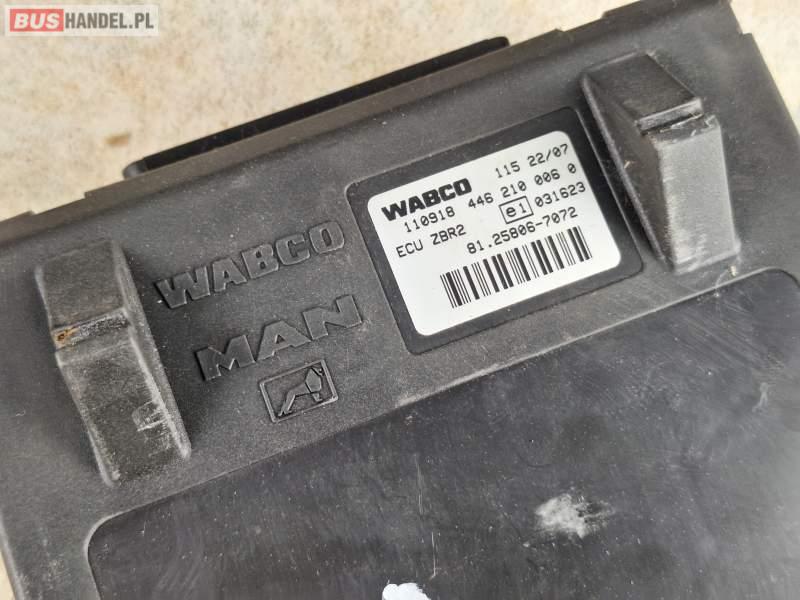 BUSHANDEL.PL
WABCO 115 22/07
110918 446 210 006 0
ECU ZBR2 e1 031623
81.25806-7072
WABCO
MAN